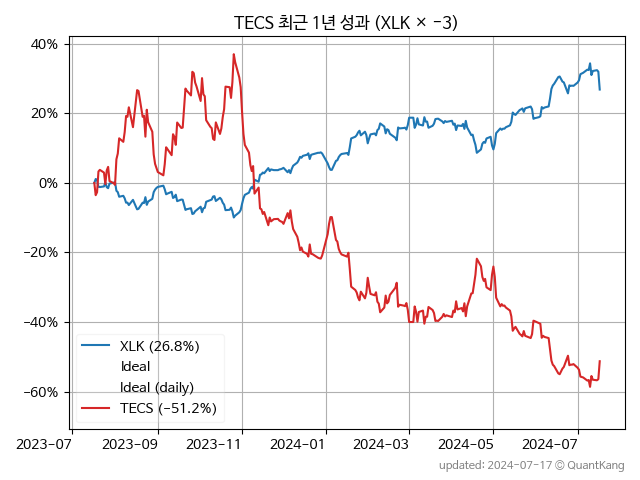 TECS 최근 1년 성과 (XLK × −3)
40%
20%
0%
−20%
−40%
−60%
XLK (26.8%)
Ideal
Ideal (daily)
TECS (−51.2%)
2023−07 2023−09 2023−11 2024−01 2024−03 2024−05 2024−07
updated: 2024−07−17 © QuantKang